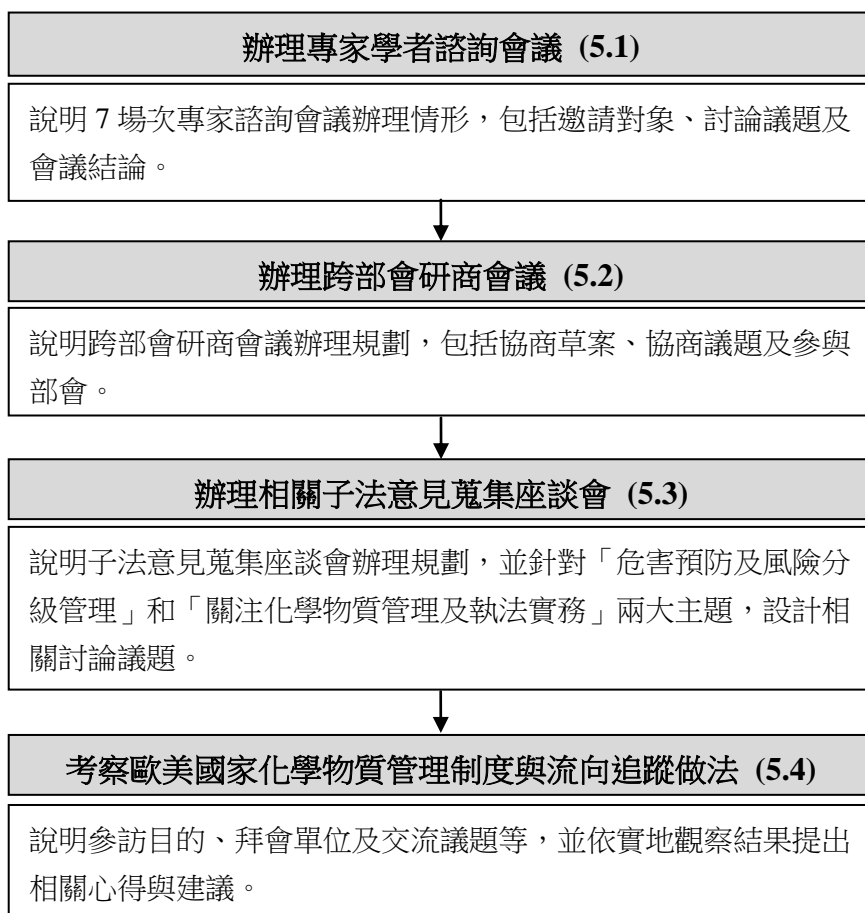 辦理專家學者諮詢會議 (5.1)
說明 7 場次專家諮詢會議辦理情形，包括邀請對象、討論議題及
會議結論。
辦理跨部會研商會議 (5.2)
說明跨部會研商會議辦理規劃，包括協商草案、協商議題及參與
部會。
辦理相關子法意見蒐集座談會 (5.3)
說明子法意見蒐集座談會辦理規劃，並針對「危害預防及風險分
級管理」和「關注化學物質管理及執法實務」兩大主題，設計相
關討論議題。
考察歐美國家化學物質管理制度與流向追蹤做法 (5.4)
說明參訪目的、拜會單位及交流議題等，並依實地觀察結果提出
相關心得與建議。